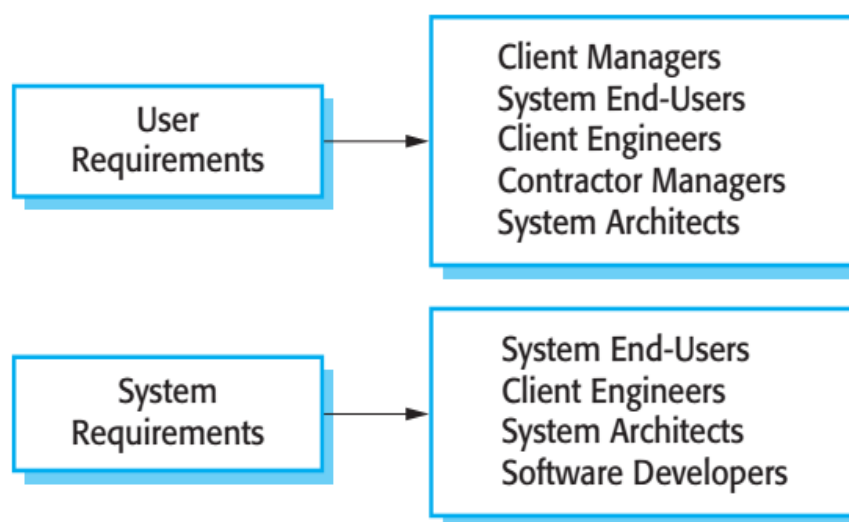 User
Requirements
Client Managers
System End-Users
Client Engineers
Contractor Managers
System Architects
System
Requirements
System End-Users
Client Engineers
System Architects
Software Developers